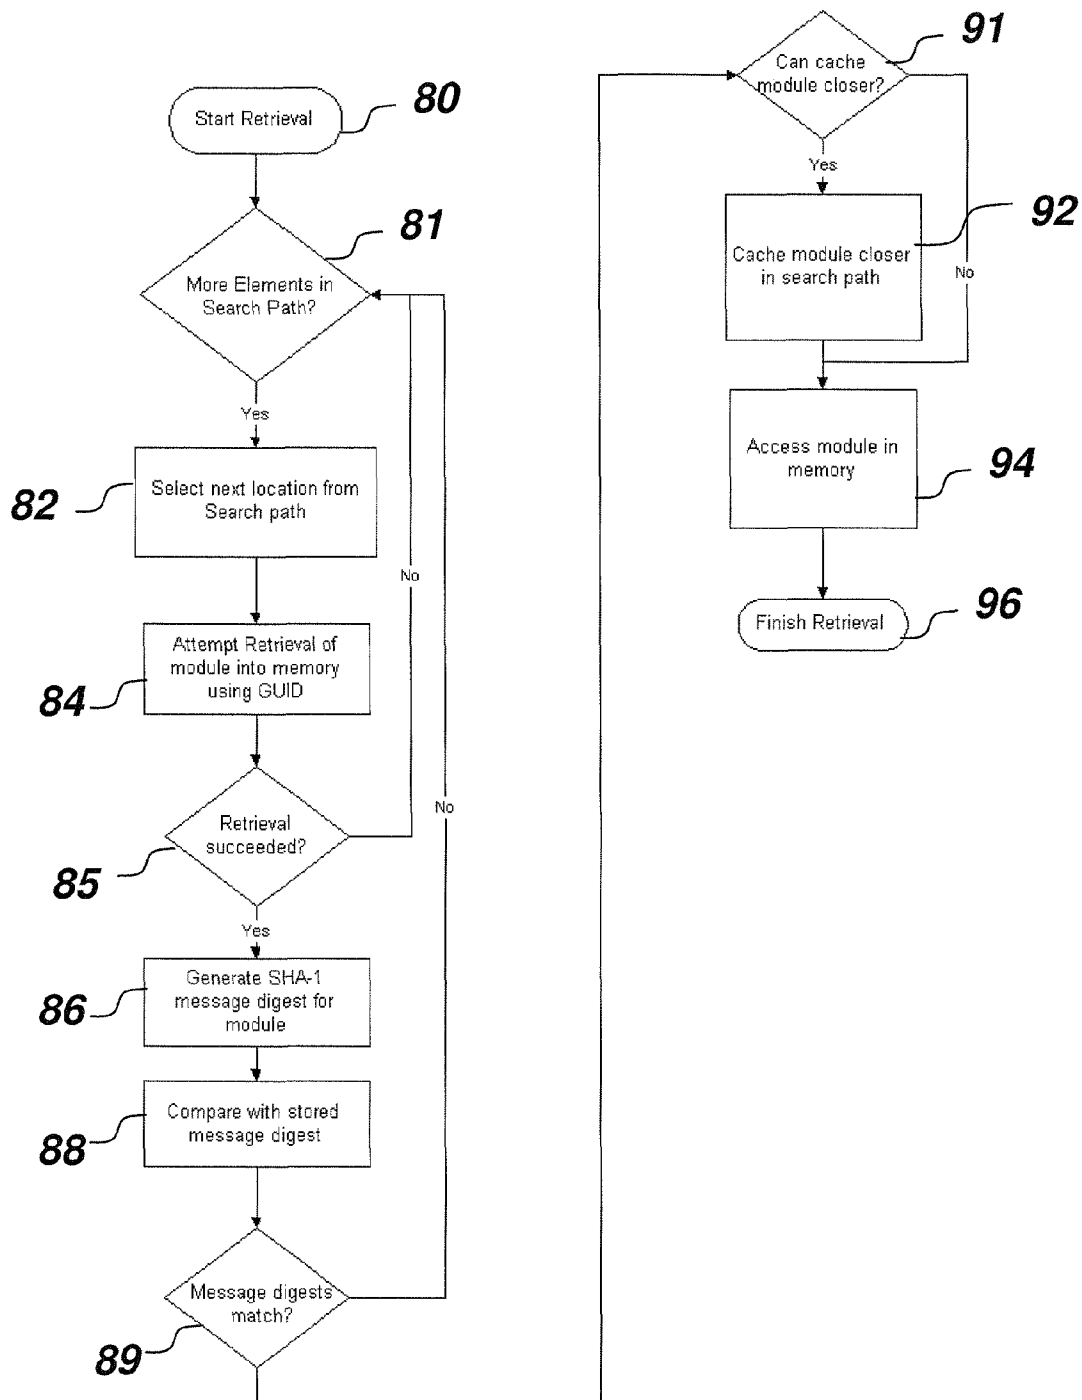 80
Start Retrieval
81
More Elements in
Search Path?
Yes
82
Select next location from
Search path
No
84
Attempt Retrieval of
module into memory
using GUID
No
85
Retrieval
succeeded?
Yes
86
Generate SHA-1
message digest for
module
88
Compare with stored
message digest
89
Message digests
match?
91
Can cache
module closer?
Yes
92
Cache module closer
in search path
No
94
Access module in
memory
96
Finish Retrieval